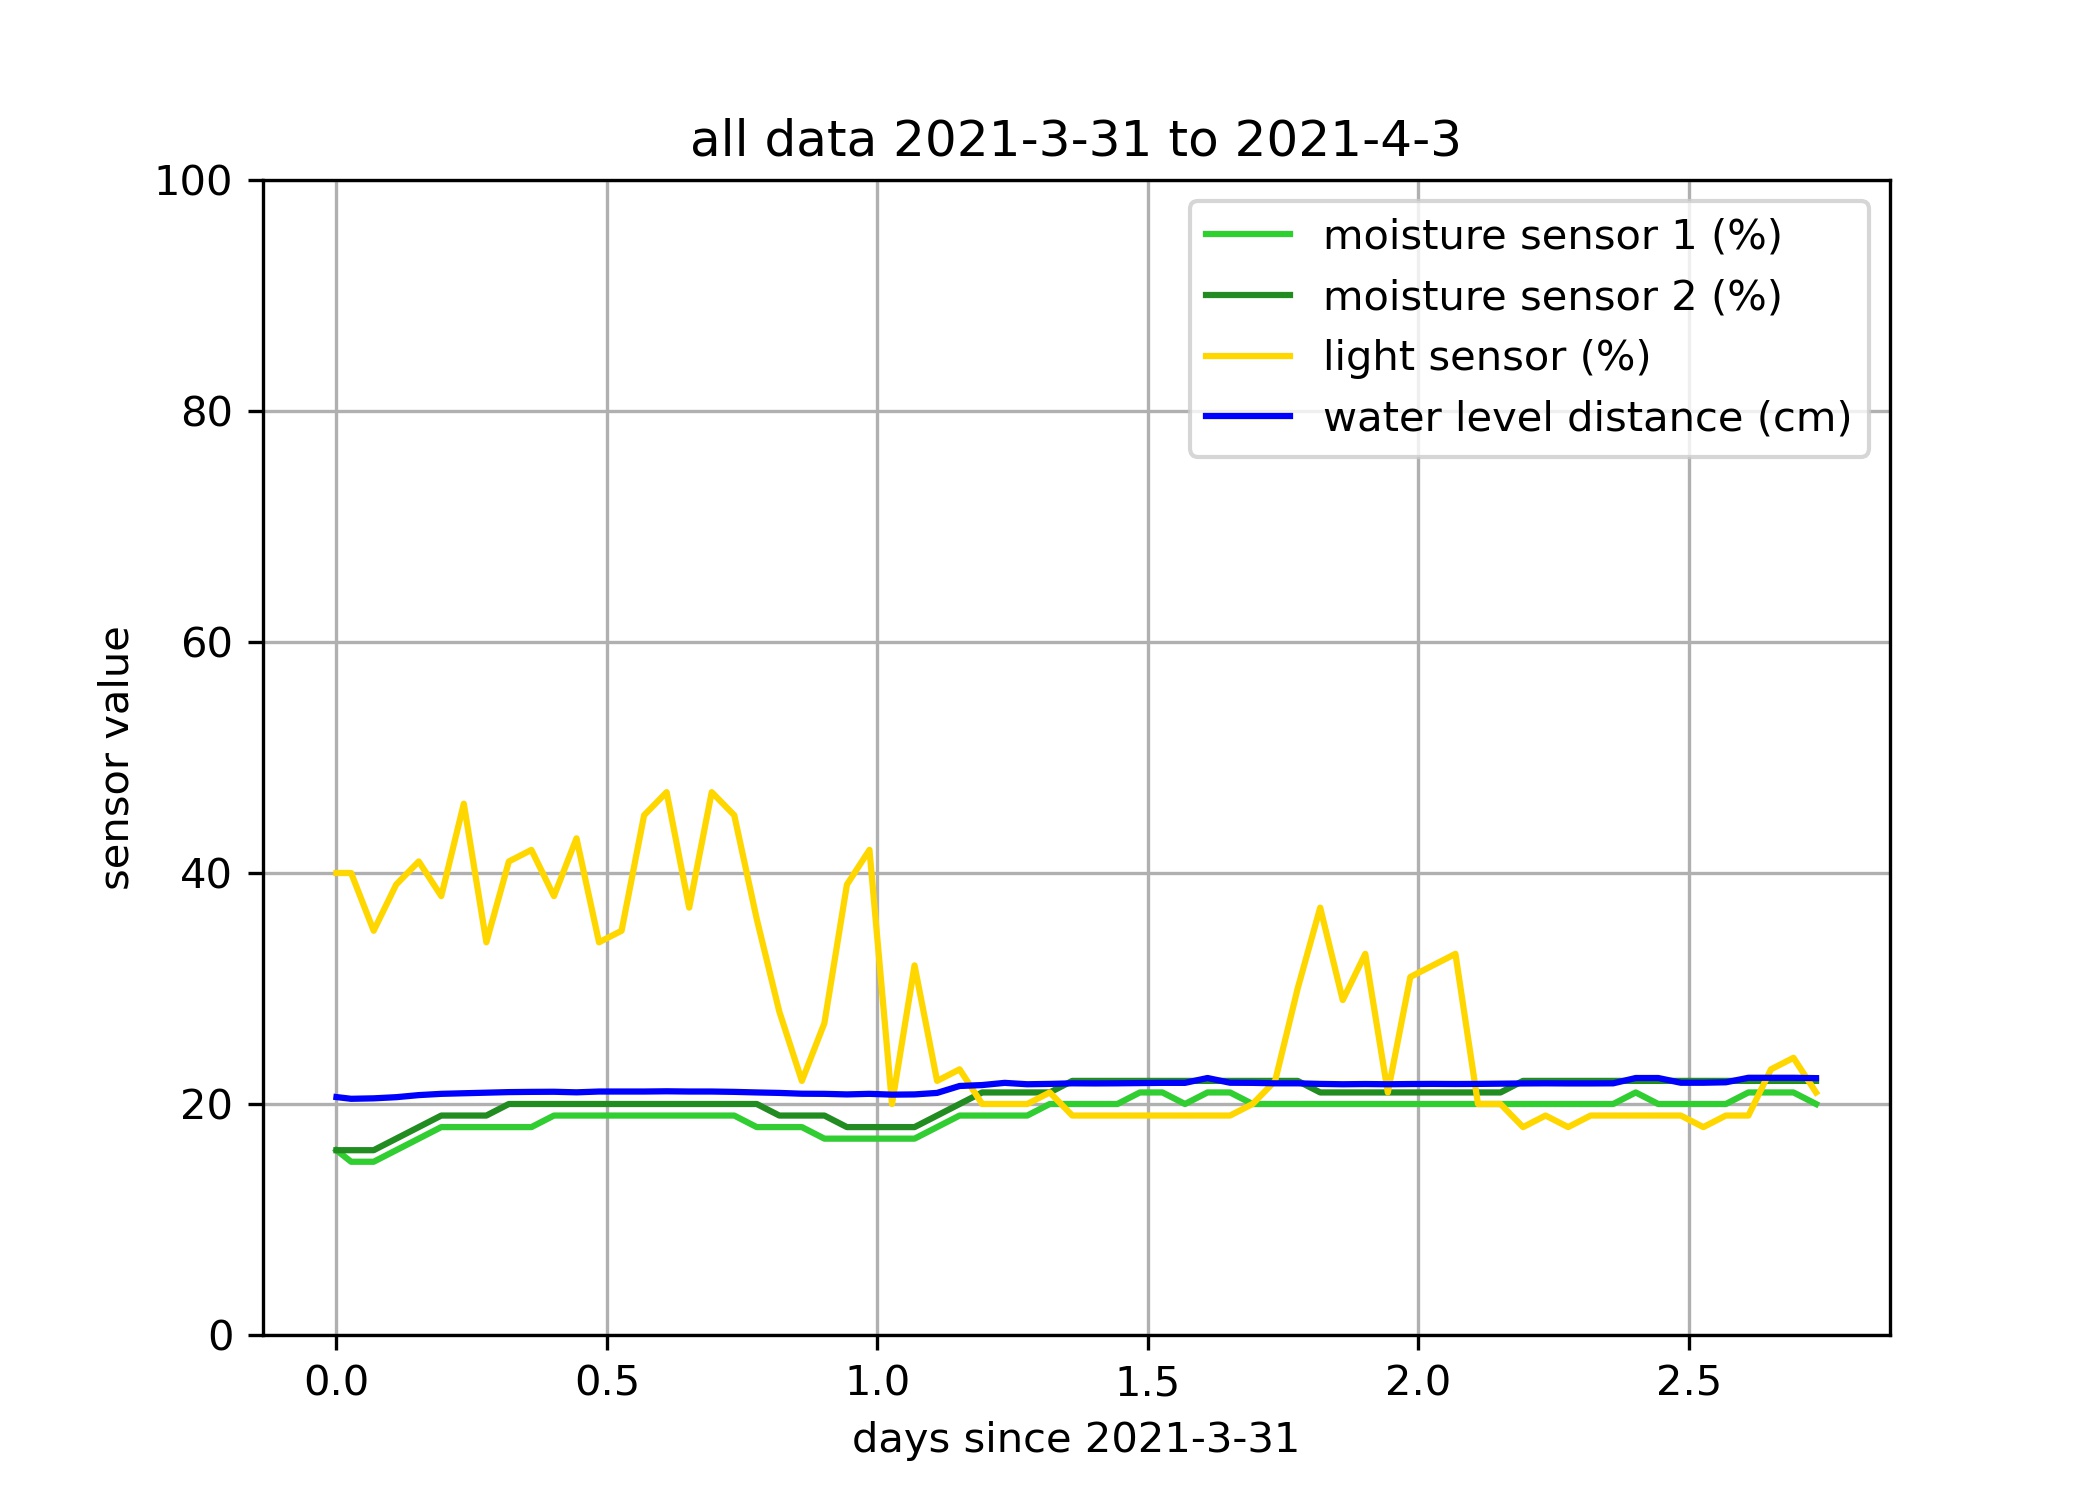 all data 2021-3-31 to 2021-4-3
100
80
60
40
20
0
sensor value
moisture sensor 1 (%)
moisture sensor 2 (%)
light sensor (%)
water level distance (cm)
0.0 0.5 1.0 1.5 2.0 2.5
days since 2021-3-31